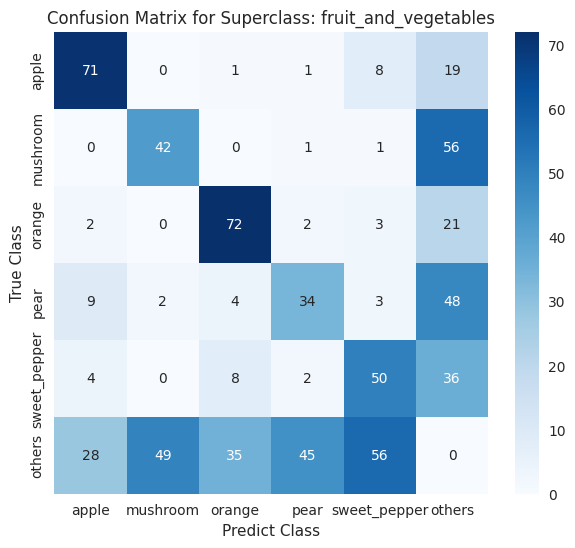 Confusion Matrix for Superclass: fruit_and_vegetables
True Class
apple 71 0 1 1 8 19
mushroom 0 42 0 1 1 56
orange 2 0 72 2 3 21
pear 9 2 4 34 3 48
sweet_pepper 4 0 8 2 50 36
others 28 49 35 45 56 0
apple mushroom orange pear sweet_pepper others
Predict Class
70
60
50
40
30
20
10
0